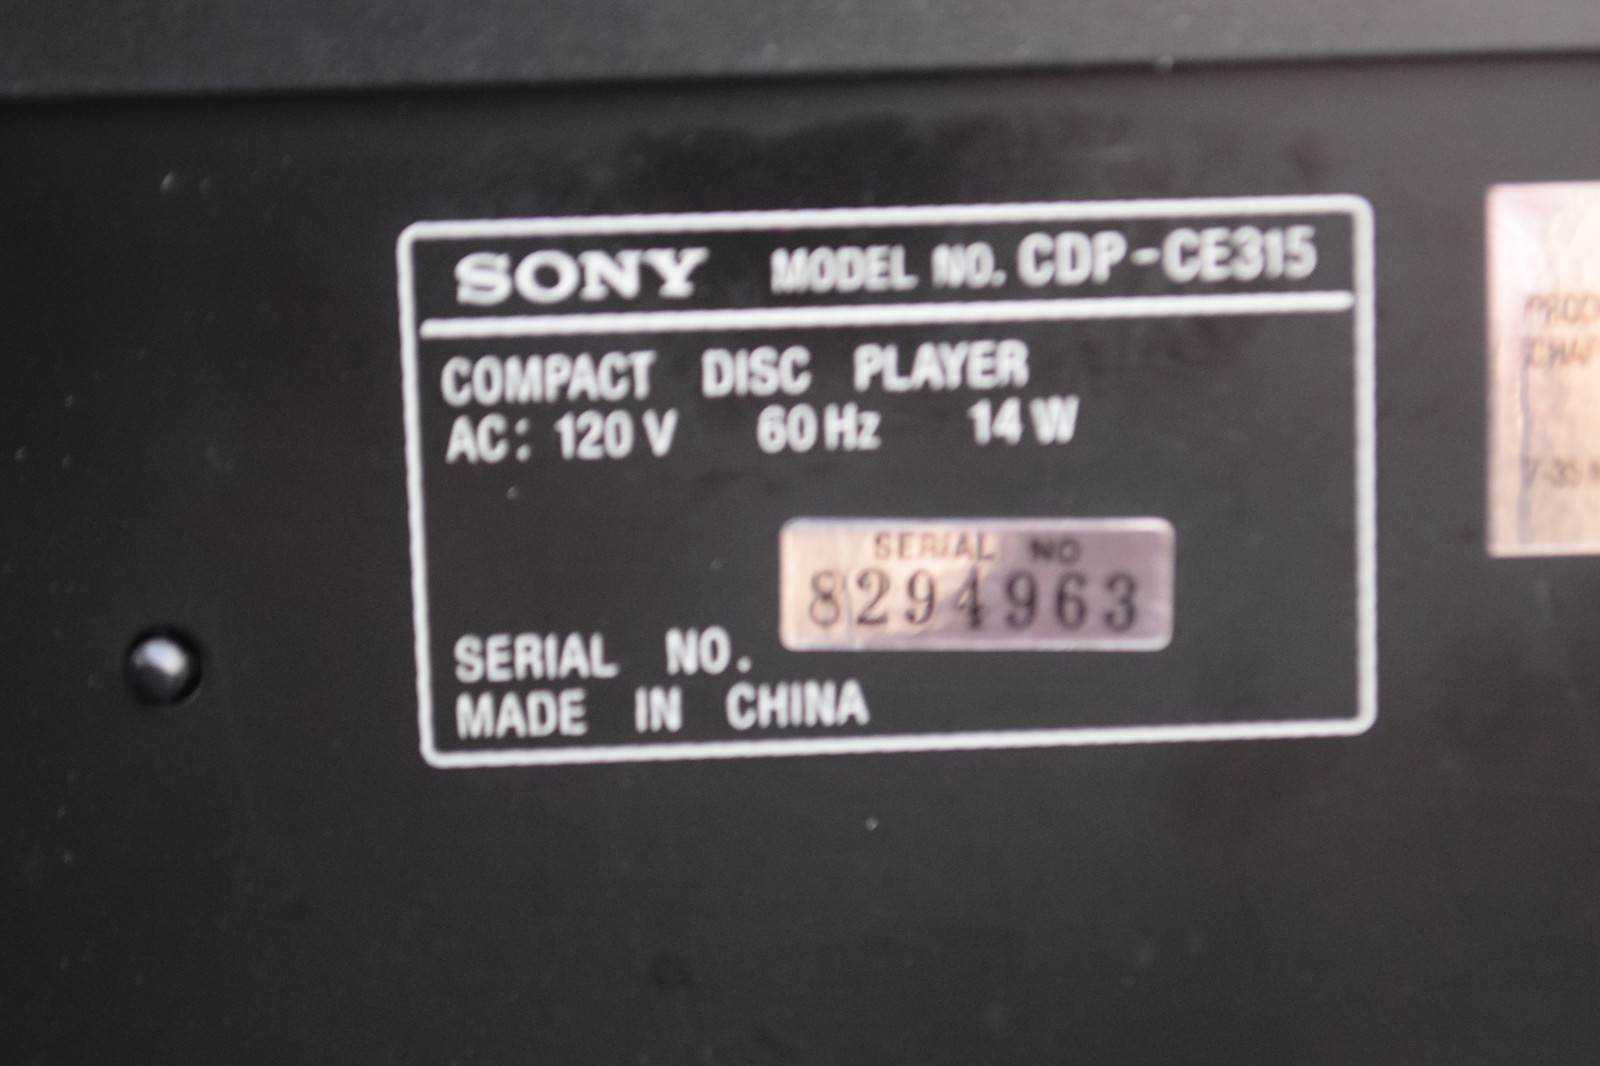 SONY MODEL NO. CDP-CE315
COMPACT DISC PLAYER
AC: 120 V 60 Hz 14 W
SERIAL NO
8294963
SERIAL NO.
MADE IN CHINA